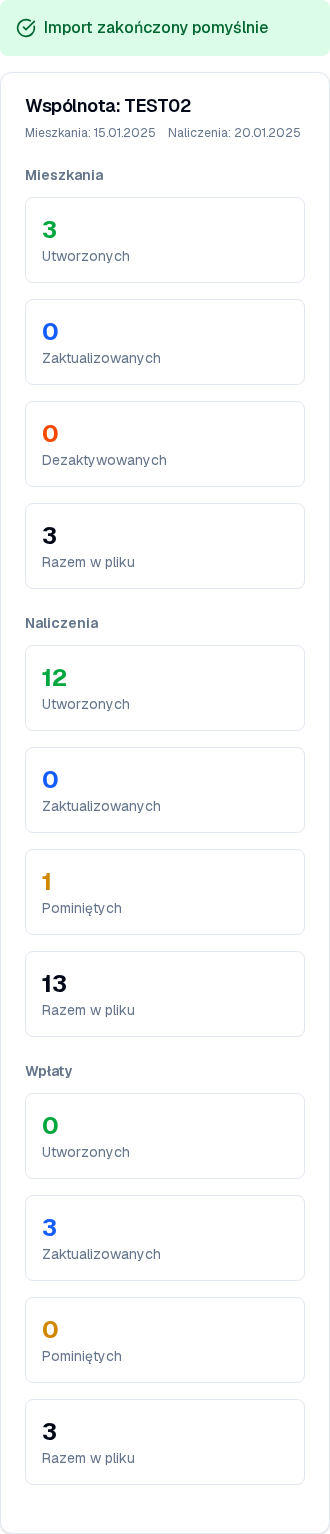 Import zakończony pomyślnie
Wspólnota: TEST02
Mieszkania: 15.01.2025 Naliczenia: 20.01.2025
Mieszkania
3
Utworzonych
0
Zaktualizowanych
0
Dezaktywowanych
3
Razem w pliku
Naliczenia
12
Utworzonych
0
Zaktualizowanych
1
Pominiętych
13
Razem w pliku
Wpłaty
0
Utworzonych
3
Zaktualizowanych
0
Pominiętych
3
Razem w pliku